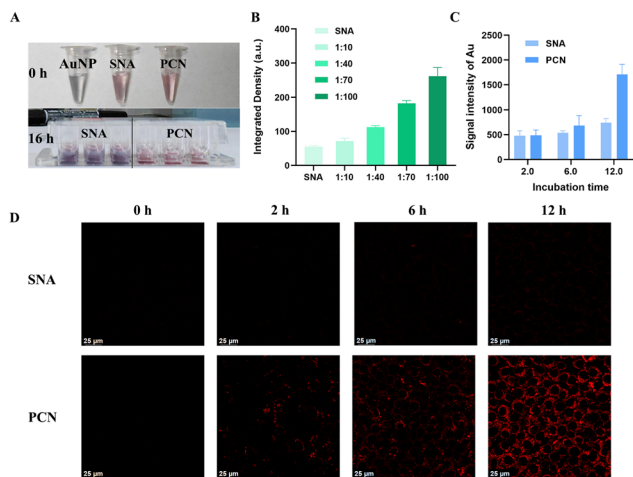 A
AuNP SNA PCN
0 h
16 h
SNA PCN
B
Integrated Density (a.u.)
400
300
200
100
0
SNA
1:10
1:40
1:70
1:100
SNA 1:10 1:40 1:70 1:100
C
Signal intensity of Au
2500
2000
1500
1000
500
0
SNA
PCN
2.0 6.0 12.0
Incubation time
D
0 h 2 h 6 h 12 h
SNA
25 μm 25 μm 25 μm 25 μm
PCN
25 μm 25 μm 25 μm 25 μm